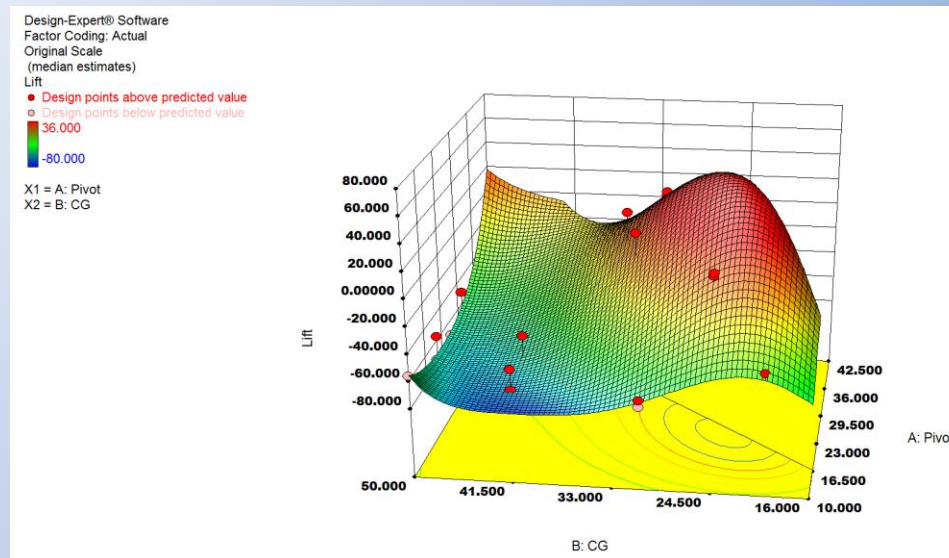 Design-Expert® Software
Factor Coding: Actual
Original Scale
(median estimates)
Lift
Design points above predicted value
Design points below predicted value
36.000
-80.000
X1 = A: Pivot
X2 = B: CG
80.000
60.000
40.000
20.000
0.00000
-20.000
-40.000
-60.000
-80.000
Lift
42.500
36.000
29.500
23.000
16.500
10.000
A: Pivo
50.000
41.500
33.000
24.500
16.000
B: CG